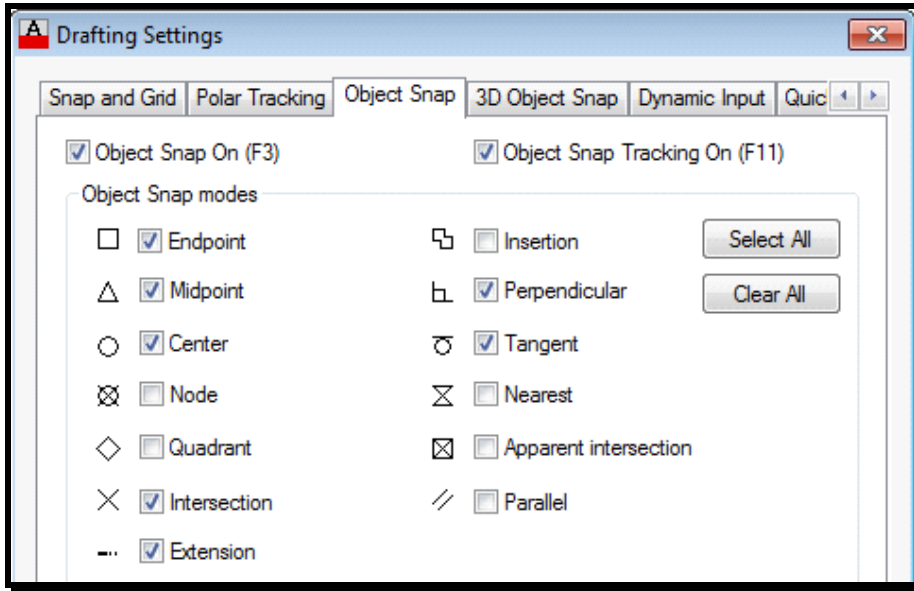 Drafting Settings
Snap and Grid Polar Tracking Object Snap 3D Object Snap Dynamic Input Quic
Object Snap On (F3) Object Snap Tracking On (F11)
Object Snap modes
Endpoint Insertion Select All
Midpoint Perpendicular Clear All
Center Tangent
Node Nearest
Quadrant Apparent intersection
Intersection Parallel
Extension